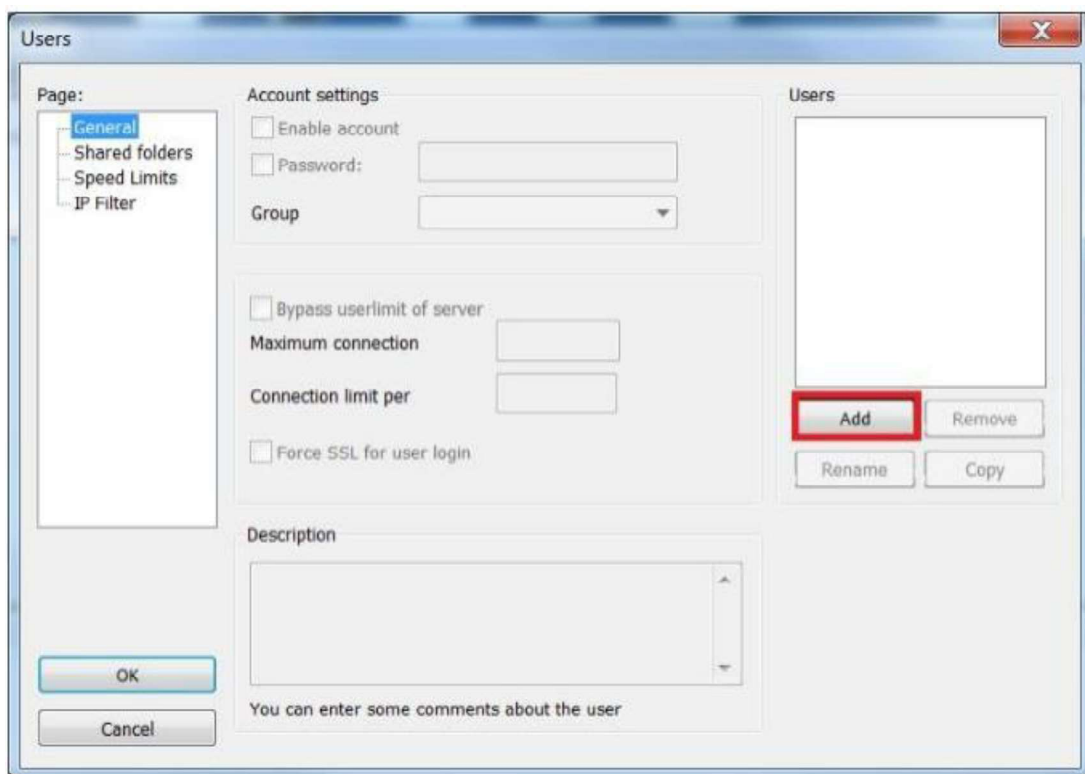 Users
X
Page:
General
Shared folders
Speed Limits
IP Filter
OK
Cancel
Account settings
Enable account
Password:
Group
Bypass userlimit of server
Maximum connection
Connection limit per
Force SSL for user login
Description
You can enter some comments about the user
Users
Add
Remove
Rename
Copy